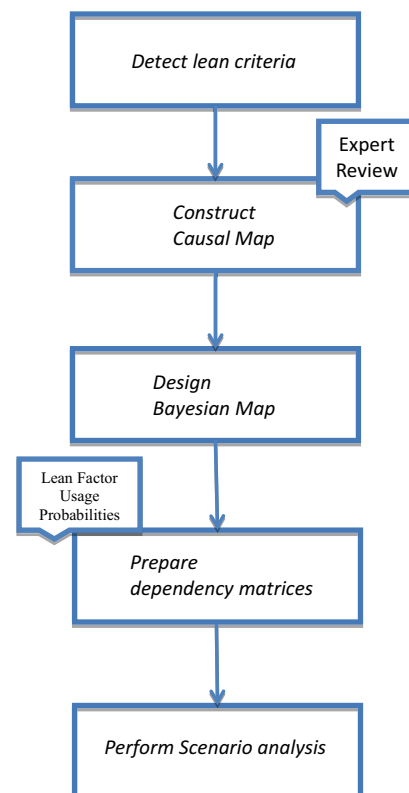 Detect lean criteria
Expert
Review
Construct
Causal Map
Design
Bayesian Map
Lean Factor
Usage
Probabilities
Prepare
dependency matrices
Perform Scenario analysis